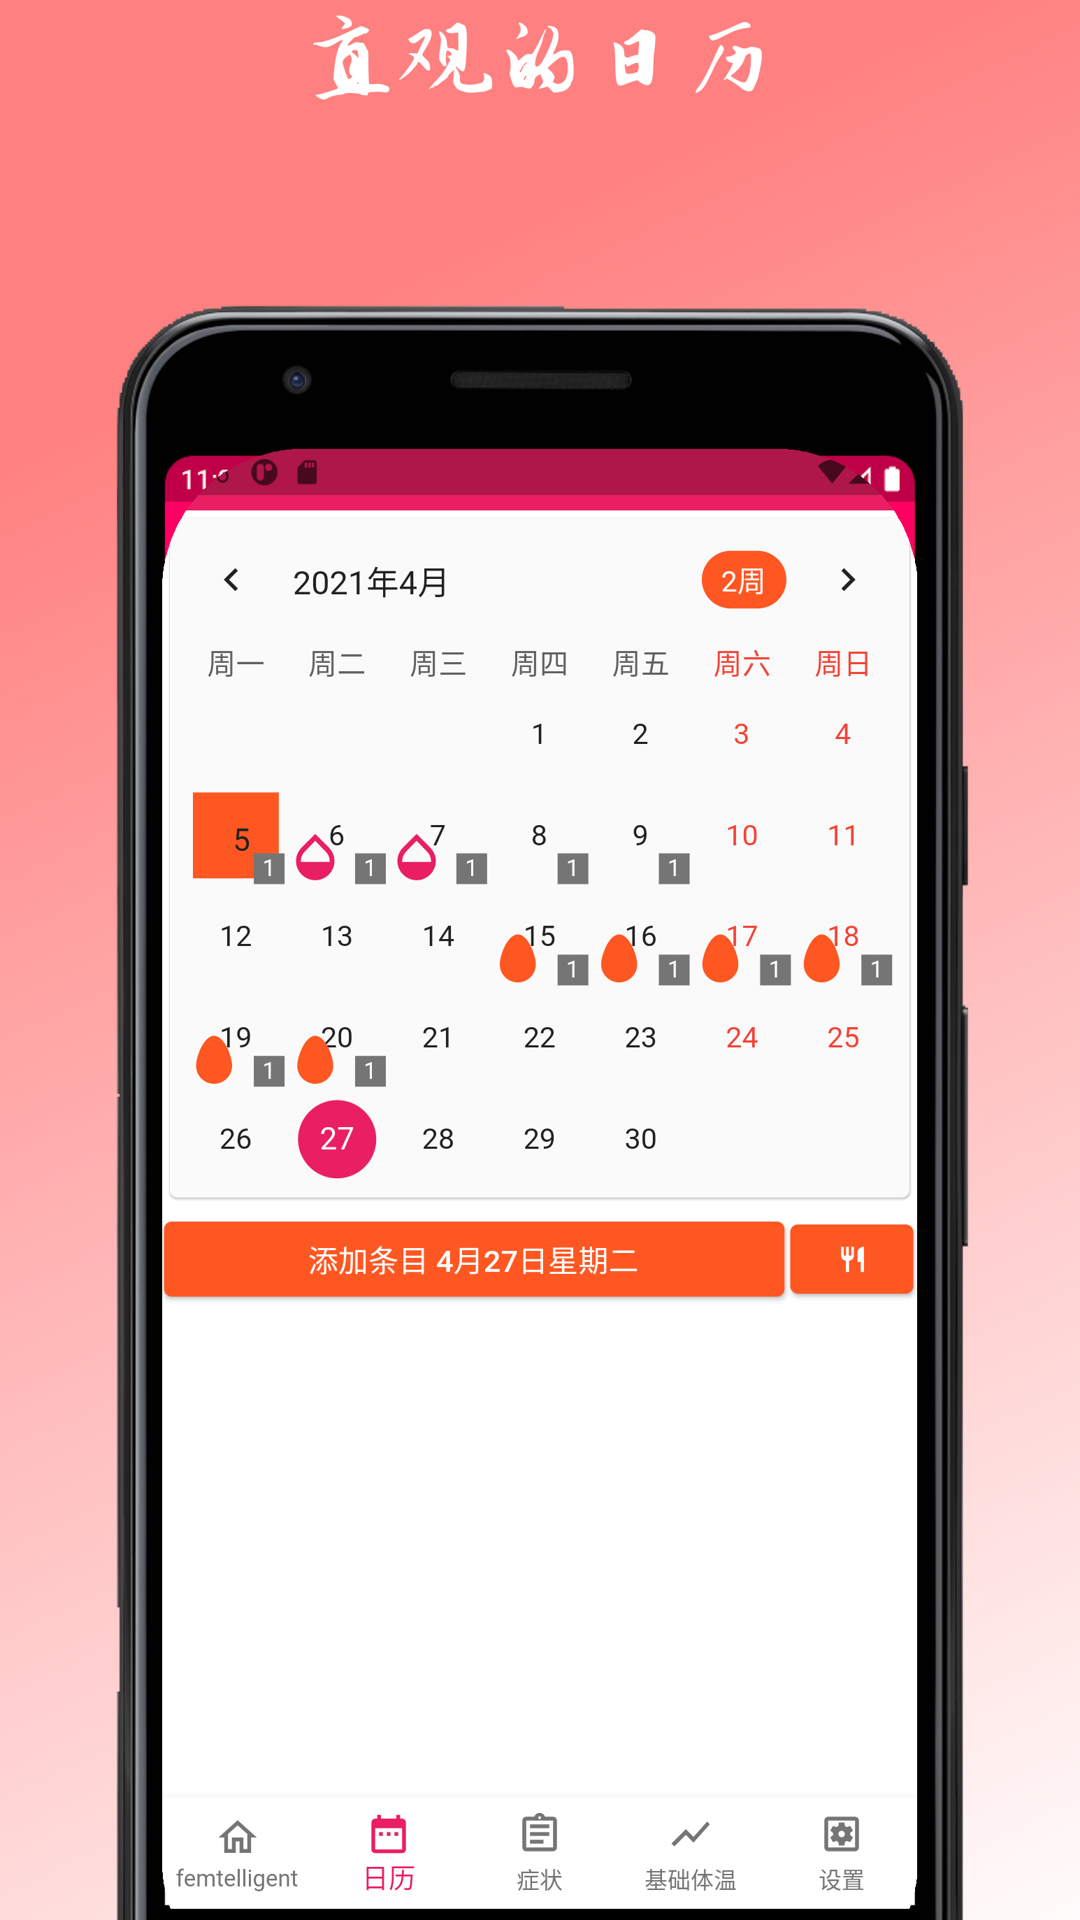 直观的日历
2021年4月 2周
周一 周二 周三 周四 周五 周六 周日
1 2 3 4
5 6 7 8 9 10 11
1 1 1 1 1
12 13 14 15 16 17 18
1 1 1 1
19 20 21 22 23 24 25
1 1
26 27 28 29 30
添加条目 4月27日星期二
femtelligent 日历 症状 基础体温 设置